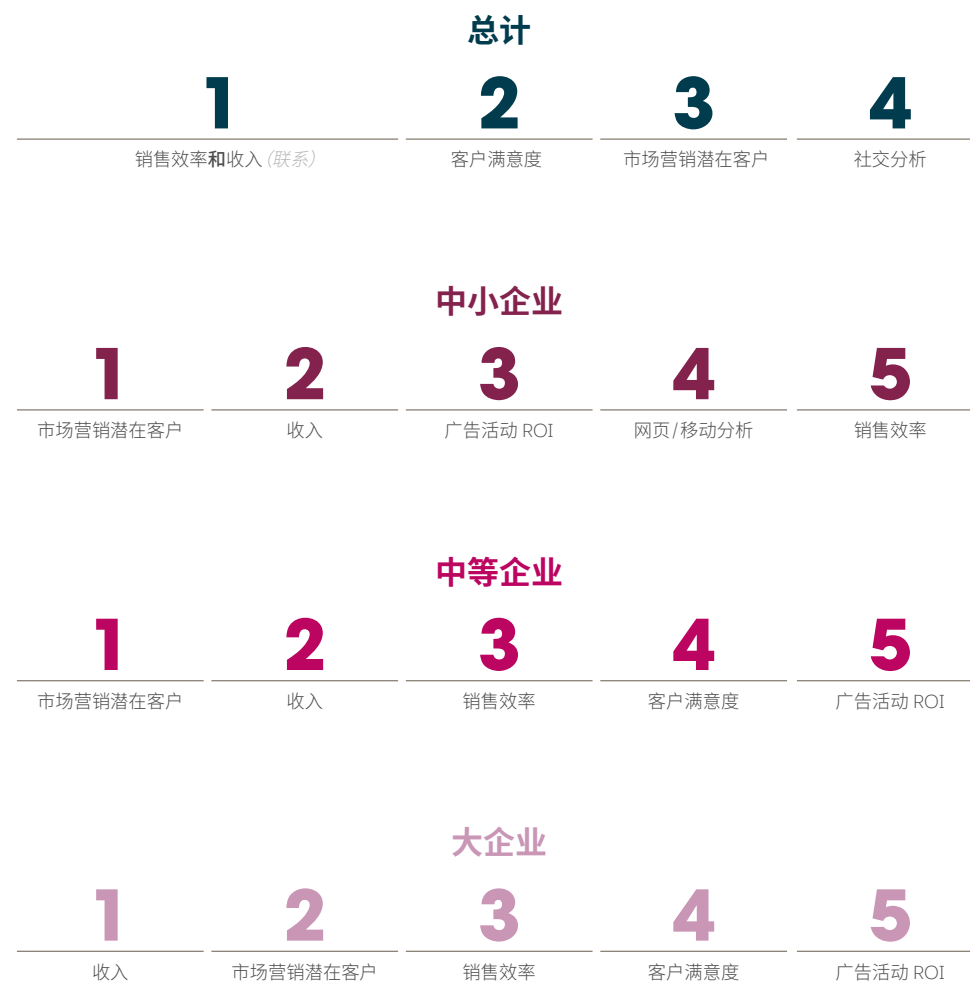 总计
1 2 3 4
销售效率和收入（联系） 客户满意度 市场营销潜在客户 社交分析
中小企业
1 2 3 4 5
市场营销潜在客户 收入 广告活动 ROI 网页/移动分析 销售效率
中等企业
1 2 3 4 5
市场营销潜在客户 收入 销售效率 客户满意度 广告活动 ROI
大企业
1 2 3 4 5
收入 市场营销潜在客户 销售效率 客户满意度 广告活动 ROI